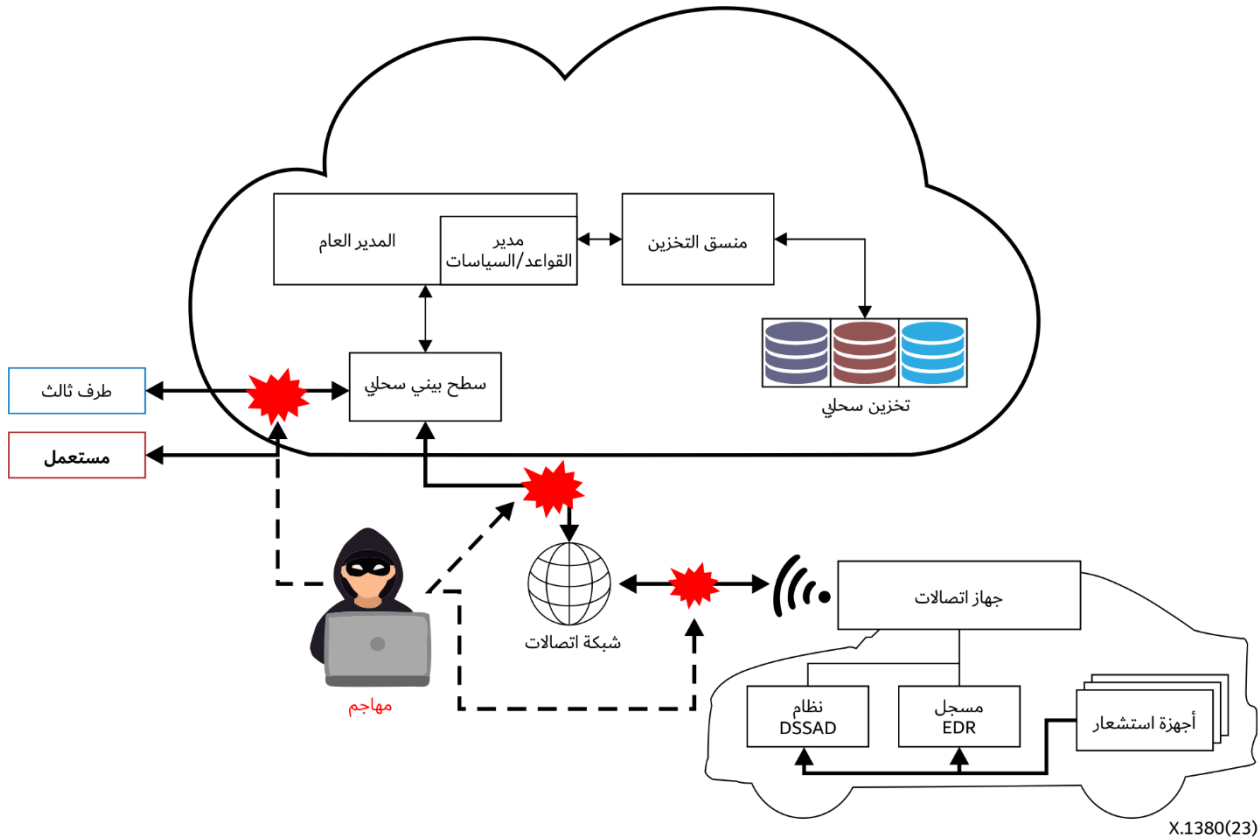 منسق التخزين
المدير العام
مدير
القواعد/السياسات
سطح بيني سحابي
تخزين سحابي
طرف ثالث
مستعمل
مهاجم
شبكة اتصالات
جهاز اتصالات
أجهزة استشعار
مسجل
EDR
نظام
DSSAD
X.1380(23)